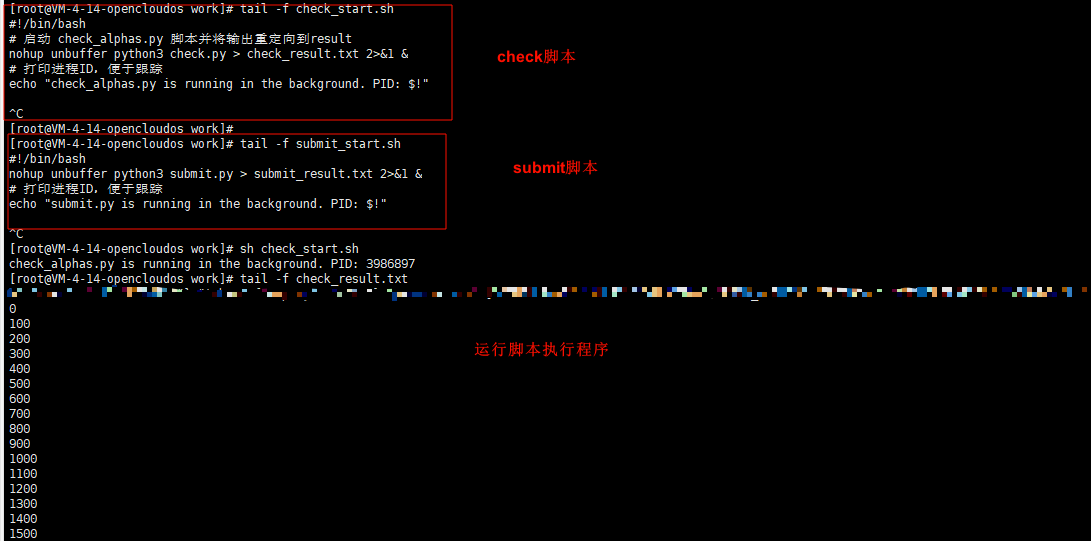 [root@VM-4-14-opencloudos work]# tail -f check_start.sh
#!/bin/bash
# 启动 check_alphas.py 脚本并将输出重定向到result
nohup unbuffer python3 check.py > check_result.txt 2>&1 &
# 打印进程ID，便于跟踪
echo "check_alphas.py is running in the background. PID: $!"
check脚本
^C
[root@VM-4-14-opencloudos work]#
[root@VM-4-14-opencloudos work]# tail -f submit_start.sh
#!/bin/bash
nohup unbuffer python3 submit.py > submit_result.txt 2>&1 &
# 打印进程ID，便于跟踪
echo "submit.py is running in the background. PID: $!"
submit脚本
^C
[root@VM-4-14-opencloudos work]# sh check_start.sh
check_alphas.py is running in the background. PID: 3986897
[root@VM-4-14-opencloudos work]# tail -f check_result.txt
0
100
200
300
运行脚本执行程序
400
500
600
700
800
900
1000
1100
1200
1300
1400
1500